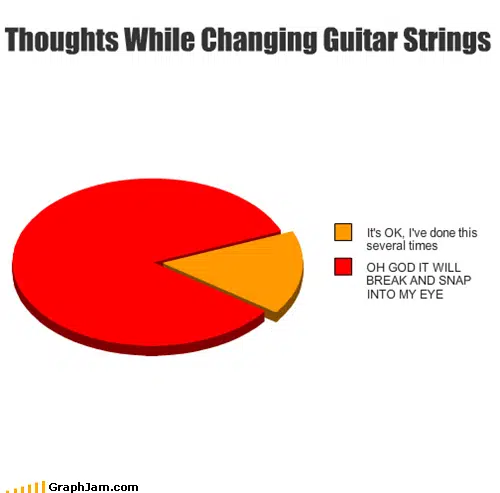 Thoughts While Changing Guitar Strings
It's OK, I've done this
several times
OH GOD IT WILL
BREAK AND SNAP
INTO MY EYE
GraphJam.com